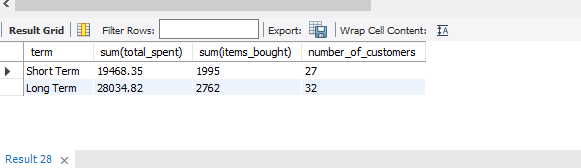 Result Grid Filter Rows: Export: Wrap Cell Content: IA
term sum(total_spent) sum(items_bought) number_of_customers
Short Term 19468.35 1995 27
Long Term 28034.82 2762 32
Result 28 ×